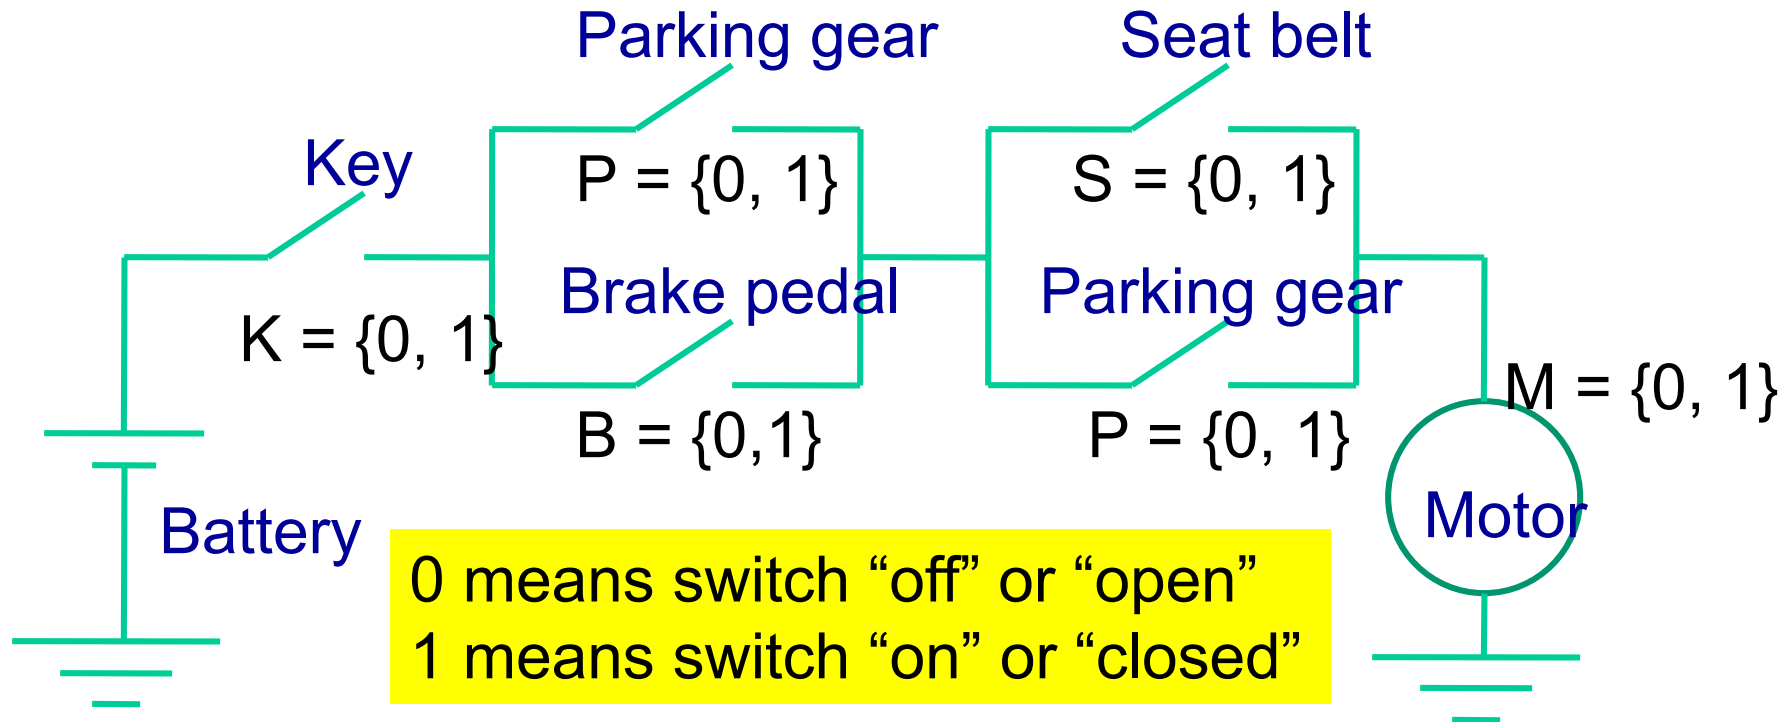 Parking gear
Seat belt
Key
P = {0, 1}
S = {0, 1}
Brake pedal
Parking gear
K = {0, 1}
M = {0, 1}
B = {0,1}
P = {0, 1}
Battery
Motor
0 means switch “off” or “open”
1 means switch “on” or “closed”